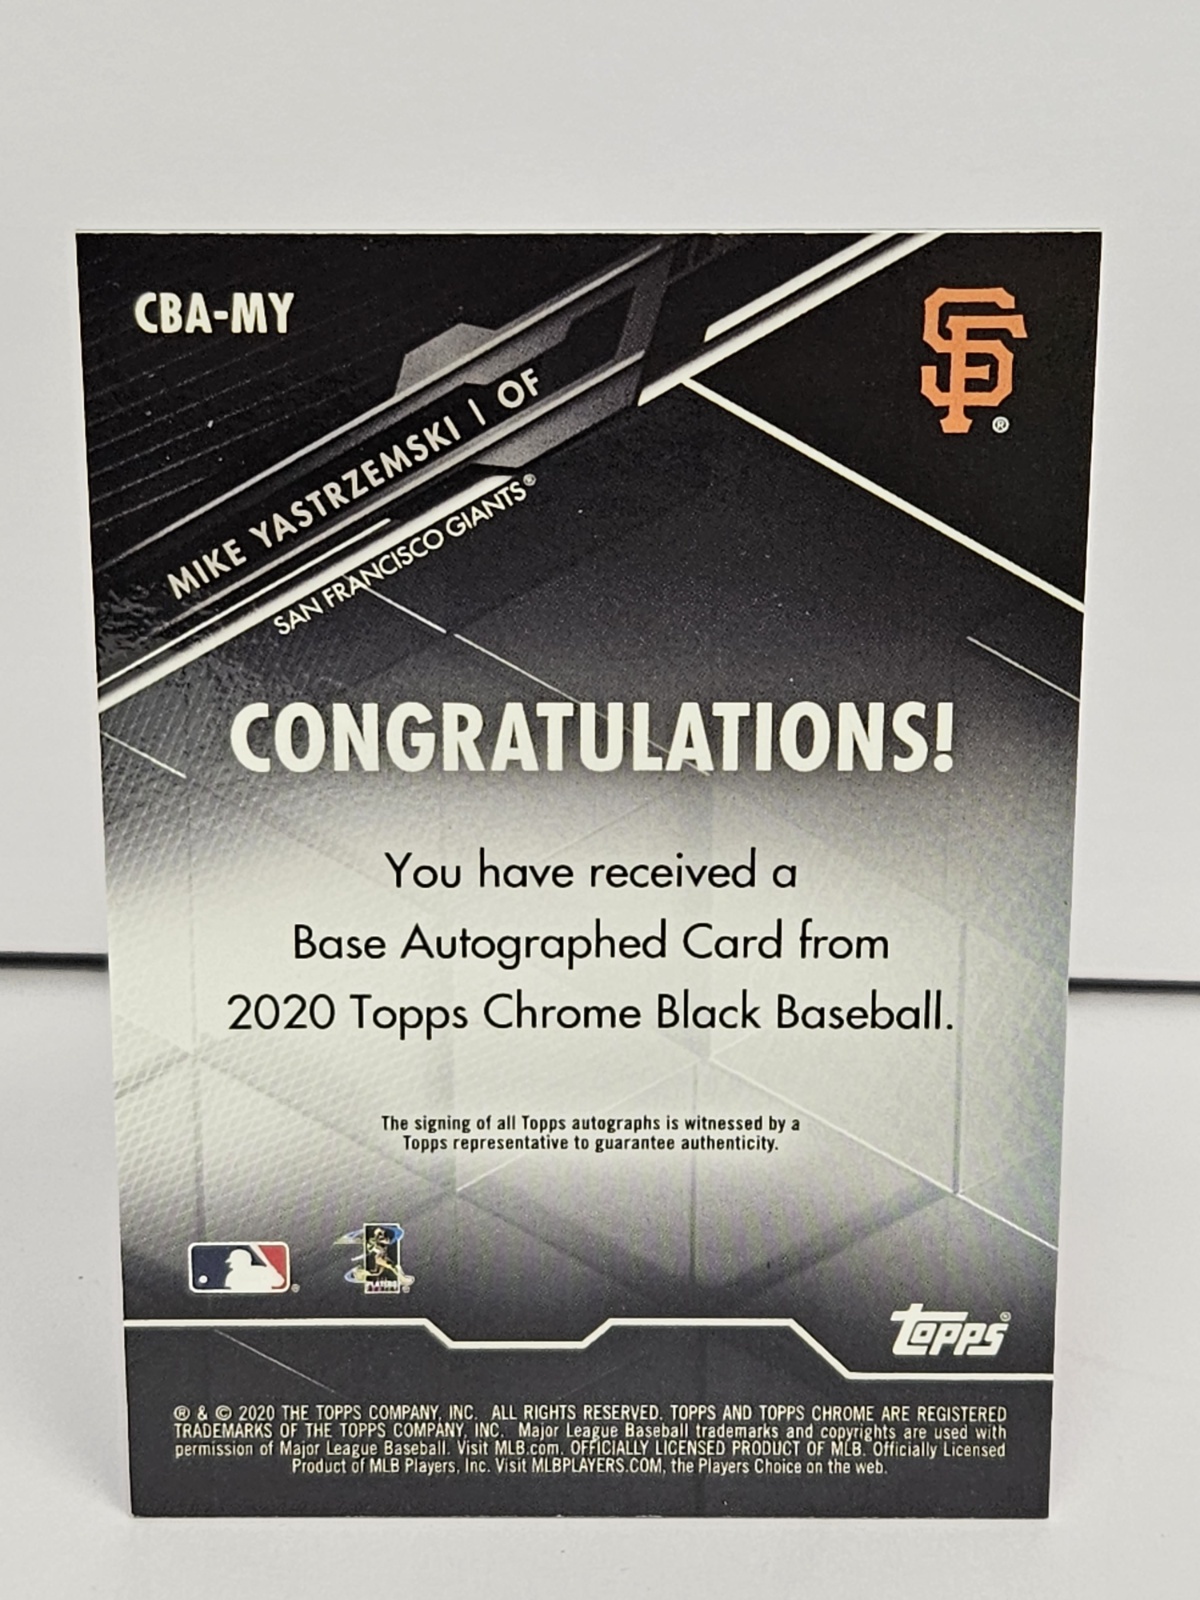 CBA-MY
SF®
MIKE YASTRZEMSKI | OF
SAN FRANCISCO GIANTS®
CONGRATULATIONS!
You have received a
Base Autographed Card from
2020 Topps Chrome Black Baseball.
The signing of all Topps autographs is witnessed by a
Topps representative to guarantee authenticity.
PLAYERS
topps®
® & © 2020 THE TOPPS COMPANY, INC. ALL RIGHTS RESERVED. TOPPS AND TOPPS CHROME ARE REGISTERED
TRADEMARKS OF THE TOPPS COMPANY, INC. Major League Baseball trademarks and copyrights are used with
permission of Major League Baseball. Visit MLB.com. OFFICIALLY LICENSED PRODUCT OF MLB. Officially Licensed
Product of MLB Players, Inc. Visit MLBPLAYERS.COM, the Players Choice on the web.